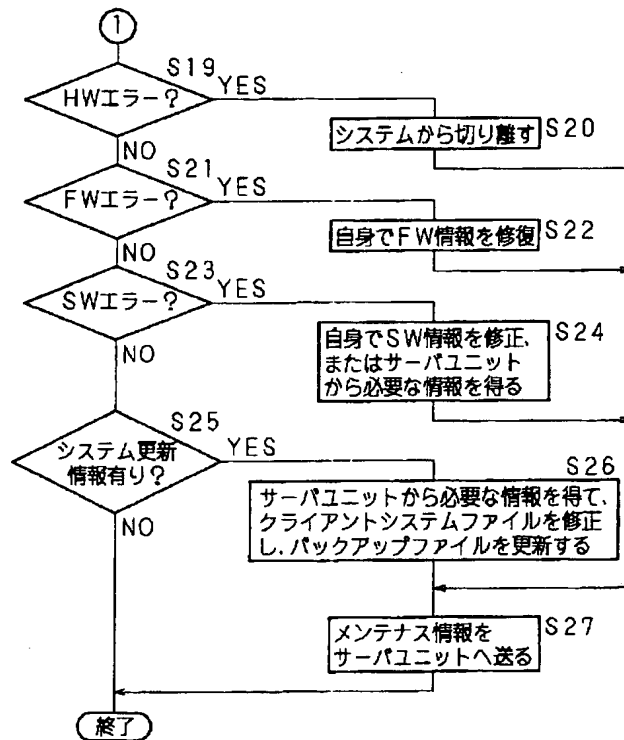 1
S19
HWエラー？
YES
NO
システムから切り離す
S20
S21
FWエラー？
YES
NO
自身でFW情報を修復
S22
S23
SWエラー？
YES
NO
自身でSW情報を修正、
またはサーバユニット
から必要な情報を得る
S24
S25
システム更新
情報有り？
YES
NO
S26
サーバユニットから必要な情報を得て、
クライアントシステムファイルを修正
し、バックアップファイルを更新する
メンテナス情報を
サーバユニットへ送る
S27
終了